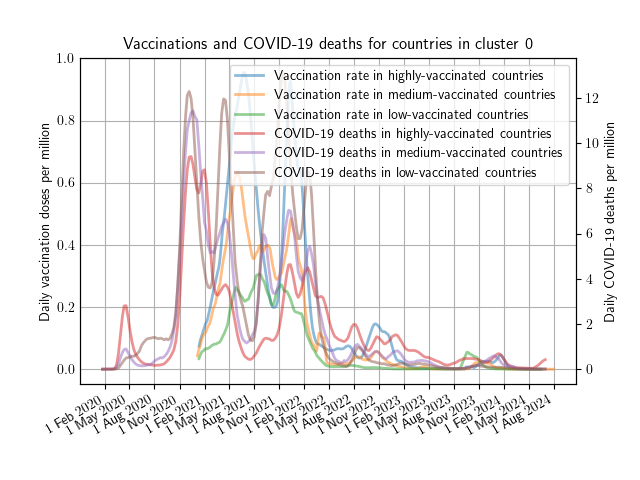 Vaccinations and COVID-19 deaths for countries in cluster 0
Vaccination rate in highly-vaccinated countries
Vaccination rate in medium-vaccinated countries
Vaccination rate in low-vaccinated countries
COVID-19 deaths in highly-vaccinated countries
COVID-19 deaths in medium-vaccinated countries
COVID-19 deaths in low-vaccinated countries
Daily vaccination doses per million
1.0
0.8
0.6
0.4
0.2
0.0
Daily COVID-19 deaths per million
12
10
8
6
4
2
0
1 Feb 2020
1 May 2020
1 Aug 2020
1 Nov 2020
1 Feb 2021
1 May 2021
1 Aug 2021
1 Nov 2021
1 Feb 2022
1 May 2022
1 Aug 2022
1 Nov 2022
1 Feb 2023
1 May 2023
1 Aug 2023
1 Nov 2023
1 Feb 2024
1 May 2024
1 Aug 2024